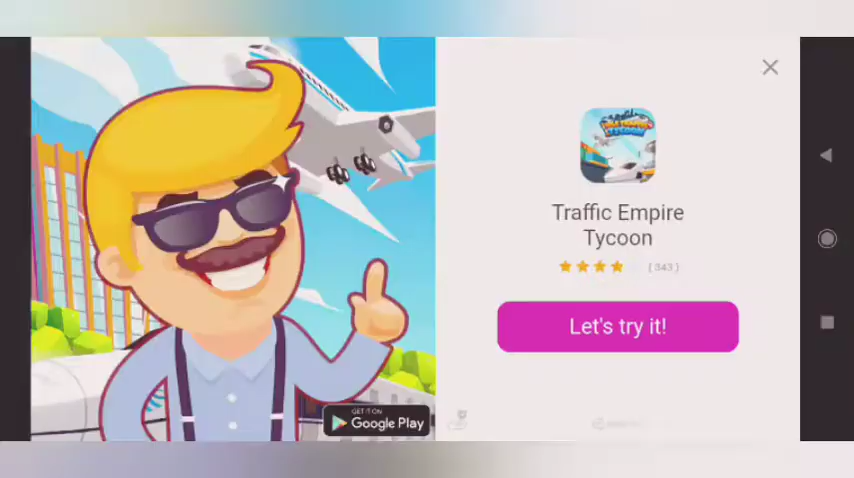 GET IT ON
Google Play
Traffic Empire
Tycoon
(343)
Let's try it!